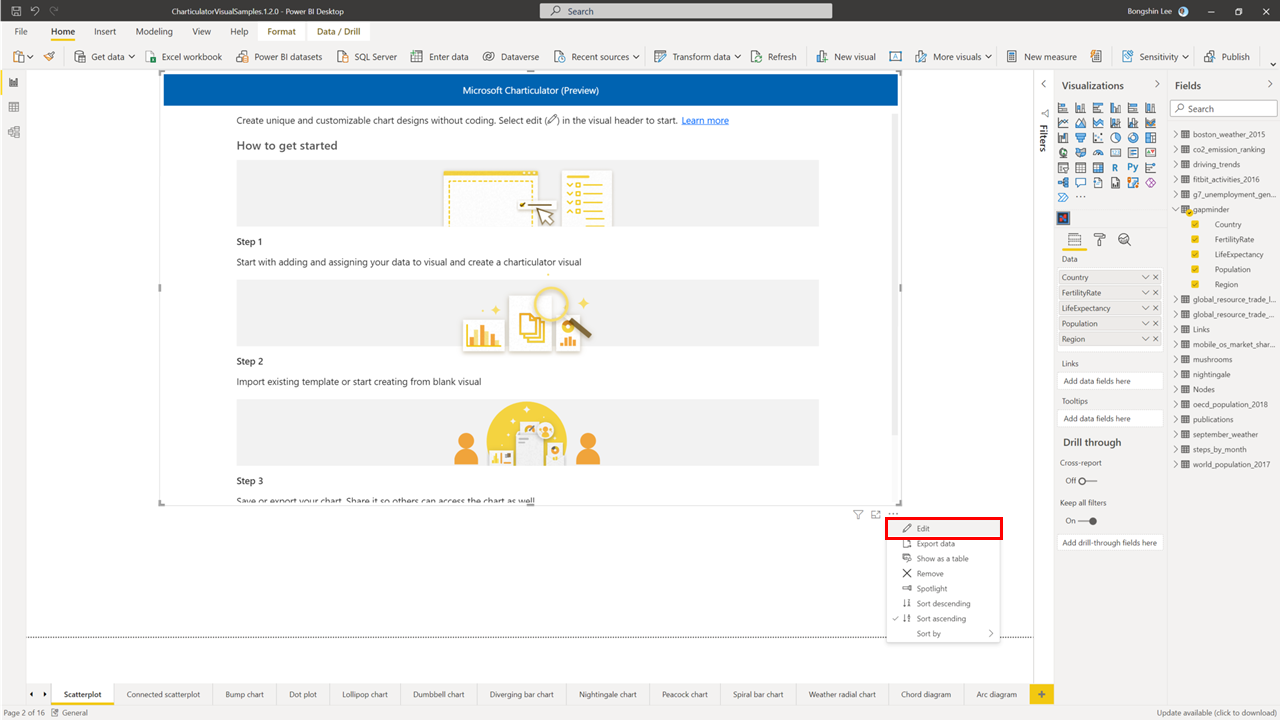 CharticulatorVisualSamples.1.2.0 - Power BI Desktop
Search
Bongshin Lee
File
Home
Insert
Modeling
View
Help
Format
Data / Drill
Get data
Excel workbook
Power BI datasets
SQL Server
Enter data
Dataverse
Recent sources
Transform data
Refresh
New visual
More visuals
New measure
Sensitivity
Publish
Microsoft Charticulator (Preview)
Create unique and customizable chart designs without coding. Select edit ( ) in the visual header to start. Learn more
How to get started
Step 1
Start with adding and assigning your data to visual and create a charticulator visual
Step 2
Import existing template or start creating from blank visual
Step 3
Save or export your chart. Share it so others can access the chart as well
Edit
Export data
Show as a table
Remove
Spotlight
Sort descending
Sort ascending
Sort by
Filters
Visualizations
R
Py
Data
Country
FertilityRate
LifeExpectancy
Population
Region
Links
Add data fields here
Tooltips
Add data fields here
Drill through
Cross-report
Off
Keep all filters
On
Add drill-through fields here
Fields
Search
boston_weather_2015
co2_emission_ranking
driving_trends
fitbit_activities_2016
g7_unemployment_gen...
gapminder
Country
FertilityRate
LifeExpectancy
Population
Region
global_resource_trade_l...
global_resource_trade_...
Links
mobile_os_market_shar...
mushrooms
nightingale
Nodes
oecd_population_2018
publications
september_weather
steps_by_month
world_population_2017
Scatterplot
Connected scatterplot
Bump chart
Dot plot
Lollipop chart
Dumbbell chart
Diverging bar chart
Nightingale chart
Peacock chart
Spiral bar chart
Weather radial chart
Chord diagram
Arc diagram
Page 2 of 16
General
Update available (click to download)